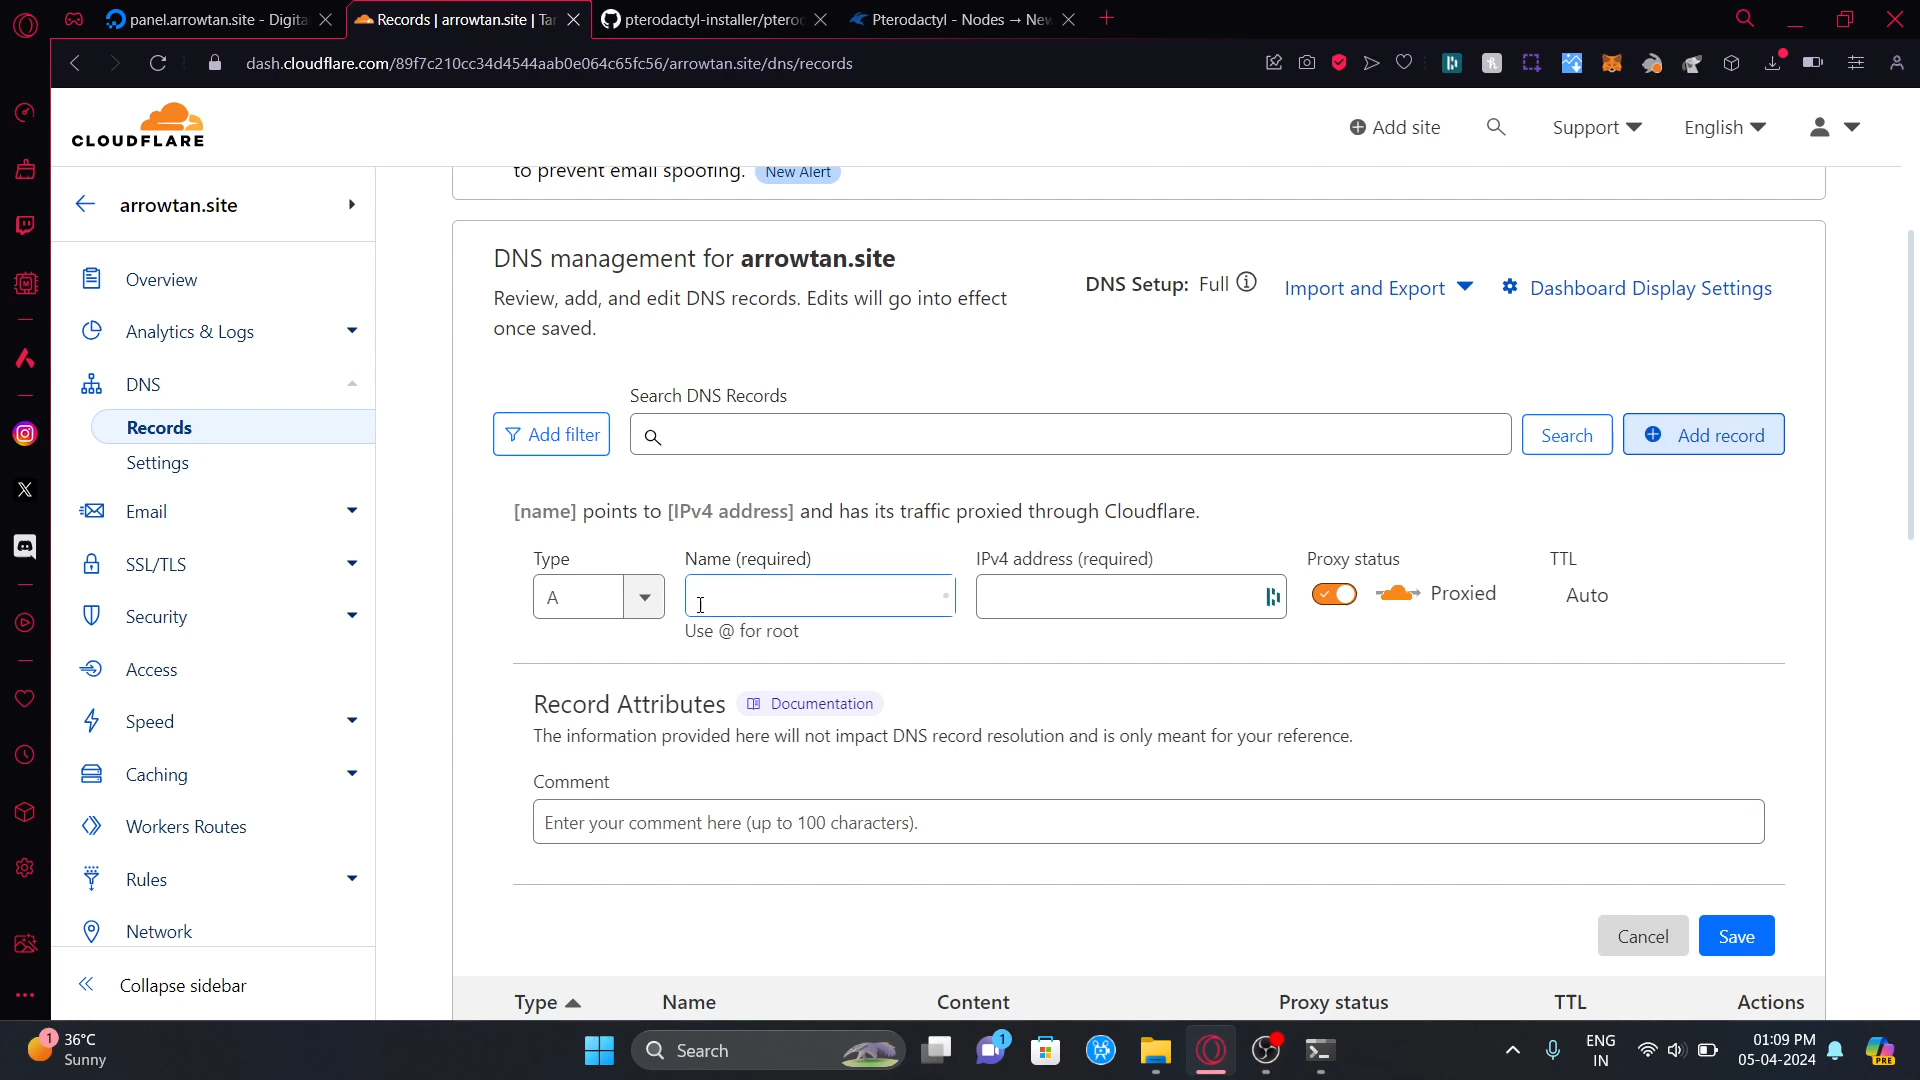 panel.arrowtan.site - Digita
Records | arrowtan.site | Tan
pterodactyl-installer/ptero
Pterodactyl - Nodes → New
dash.cloudflare.com/89f7c210cc34d4544aab0e064c65fc56/arrowtan.site/dns/records
CLOUDFLARE
Add site
Support
English
arrowtan.site
to prevent email spoofing.
New Alert
Overview
Analytics & Logs
DNS
Records
Settings
Email
SSL/TLS
Security
Access
Speed
Caching
Workers Routes
Rules
Network
Collapse sidebar
DNS management for arrowtan.site
Review, add, and edit DNS records. Edits will go into effect
once saved.
DNS Setup: Full
Import and Export
Dashboard Display Settings
Search DNS Records
Add filter
Search
Add record
[name] points to [IPv4 address] and has its traffic proxied through Cloudflare.
Type
Name (required)
IPv4 address (required)
Proxy status
TTL
A
Proxied
Auto
Use @ for root
Record Attributes
Documentation
The information provided here will not impact DNS record resolution and is only meant for your reference.
Comment
Enter your comment here (up to 100 characters).
Cancel
Save
Type
Name
Content
Proxy status
TTL
Actions
1
36°C
Sunny
Search
1
ENG
IN
01:09 PM
05-04-2024
PRE